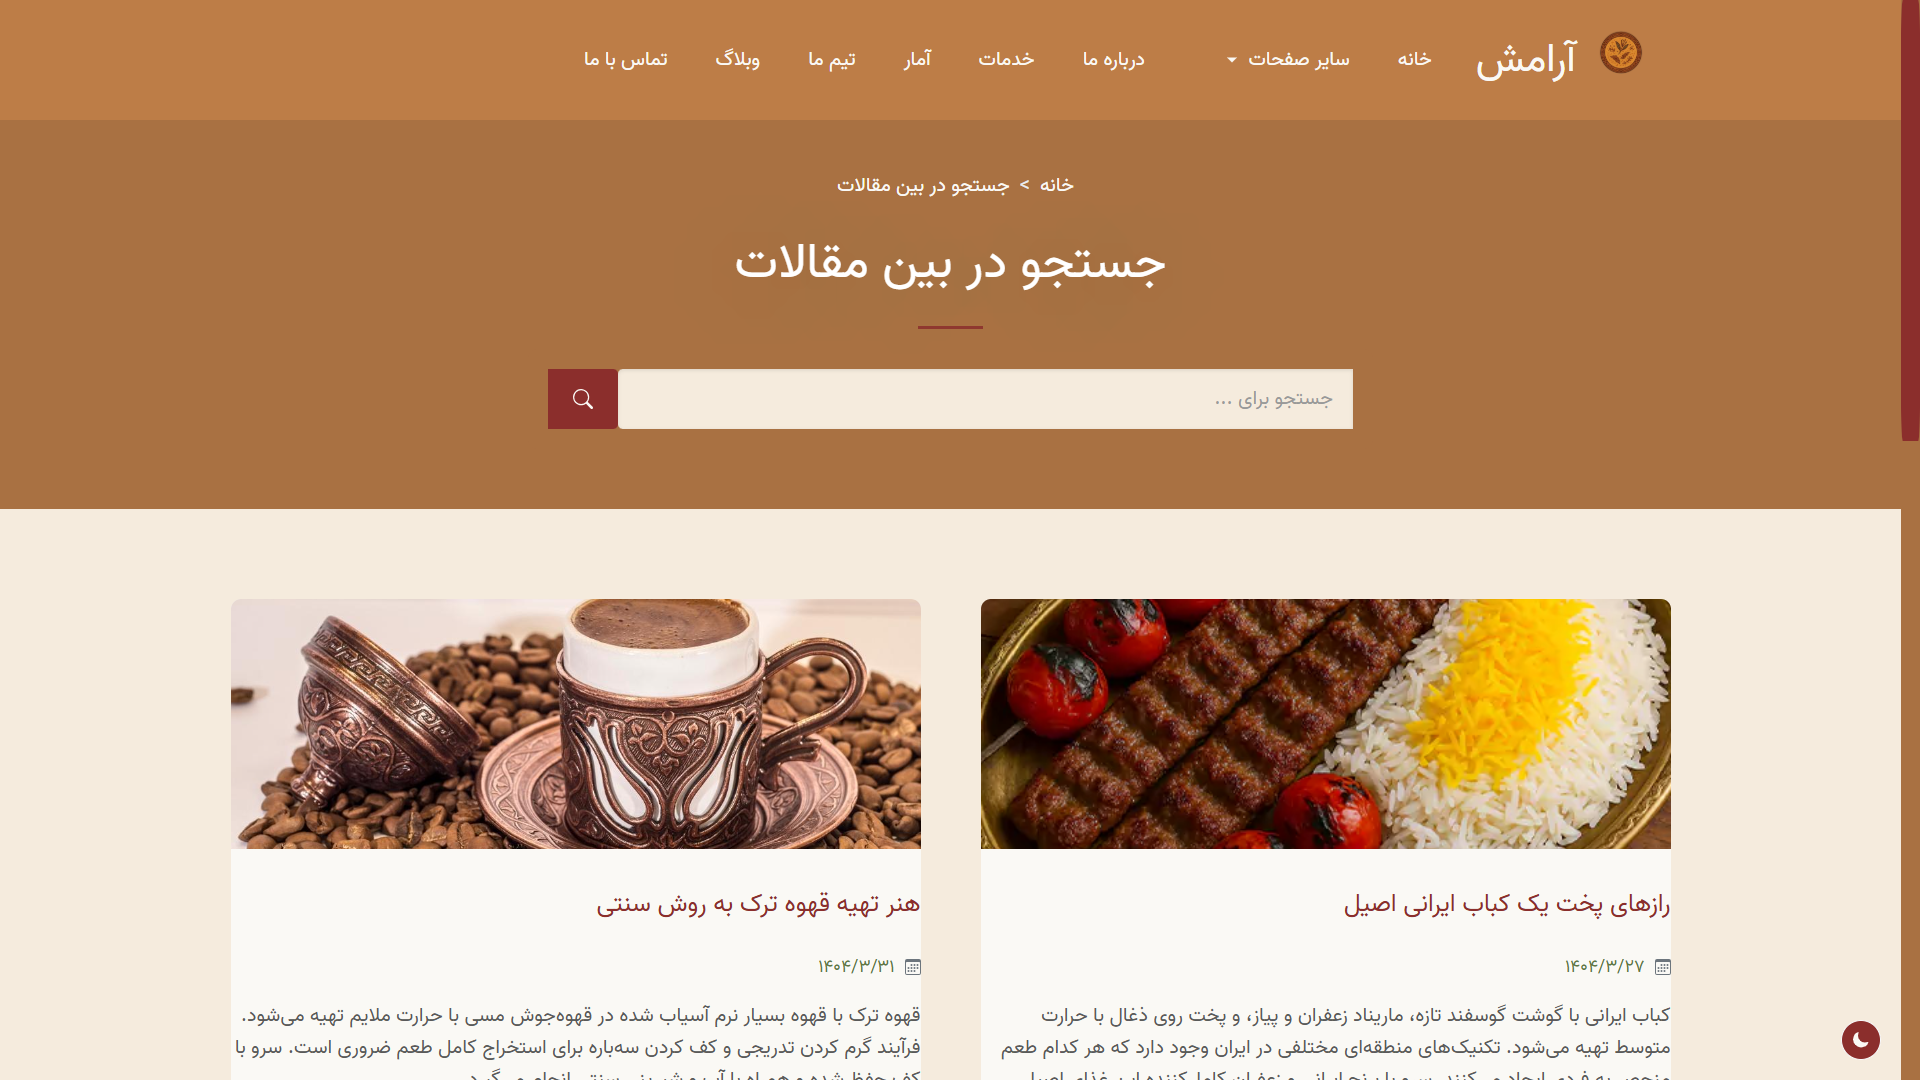 آرامش
خانه
سایر صفحات
درباره ما
خدمات
آمار
تیم ما
وبلاگ
تماس با ما
خانه > جستجو در بین مقالات
جستجو در بین مقالات
جستجو برای ...
رازهای پخت یک کباب ایرانی اصیل
۱۴۰۴/۳/۲۷
کباب ایرانی با گوشت گوسفند تازه، ماریناد زعفران و پیاز، و پخت روی ذغال با حرارت
متوسط تهیه می‌شود. تکنیک‌های منطقه‌ای مختلفی در ایران وجود دارد که هر کدام طعم
هنر تهیه قهوه ترک به روش سنتی
۱۴۰۴/۳/۳۱
قهوه ترک با قهوه بسیار نرم آسیاب شده در قهوه‌جوش مسی با حرارت ملایم تهیه می‌شود.
فرآیند گرم کردن تدریجی و کف کردن سه‌باره برای استخراج کامل طعم ضروری است. سرو با